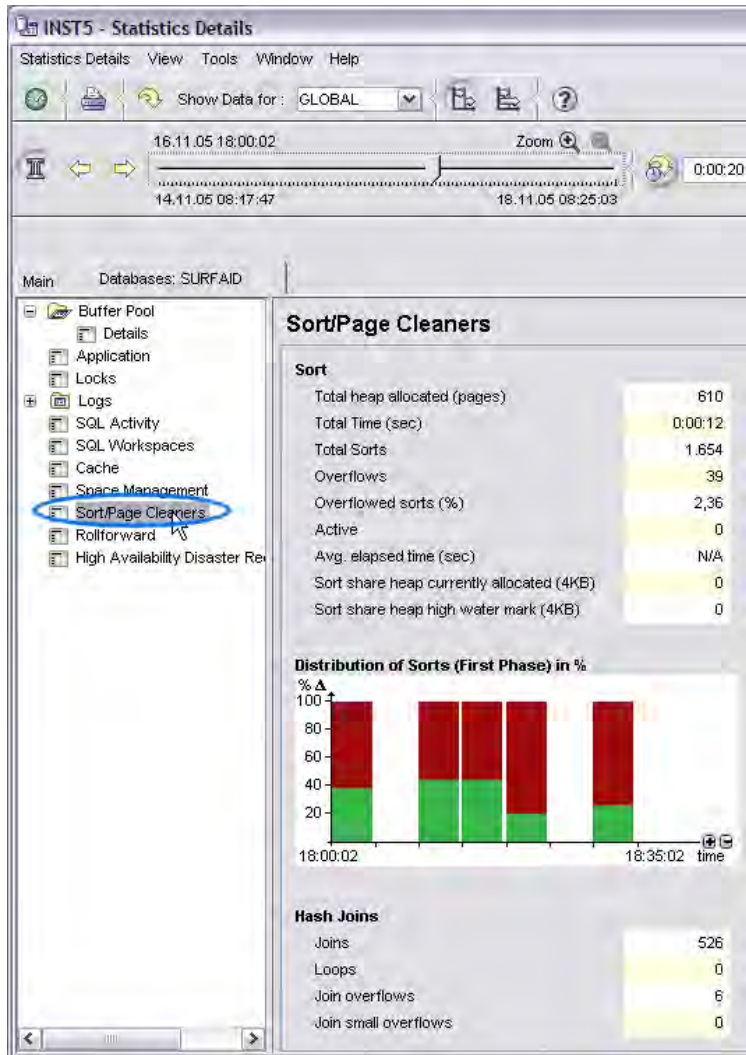 INST5 - Statistics Details
Statistics Details View Tools Window Help
Show Data for : GLOBAL
16.11.05 18:00:02 Zoom
0:00:20
14.11.05 08:17:47 18.11.05 08:25:03
Main Databases: SURFAID
Buffer Pool
Details
Application
Locks
Logs
SQL Activity
SQL Workspaces
Cache
Space Management
Sort/Page Cleaners
Rollforward
High Availability Disaster Re
Sort/Page Cleaners
Sort
Total heap allocated (pages) 610
Total Time (sec) 0:00:12
Total Sorts 1.654
Overflows 39
Overflowed sorts (%) 2,36
Active 0
Avg. elapsed time (sec) N/A
Sort share heap currently allocated (4KB) 0
Sort share heap high water mark (4KB) 0
Distribution of Sorts (First Phase) in %
% Δ
100
80
60
40
20
18:00:02 18:35:02 time
Hash Joins
Joins 526
Loops 0
Join overflows 6
Join small overflows 0